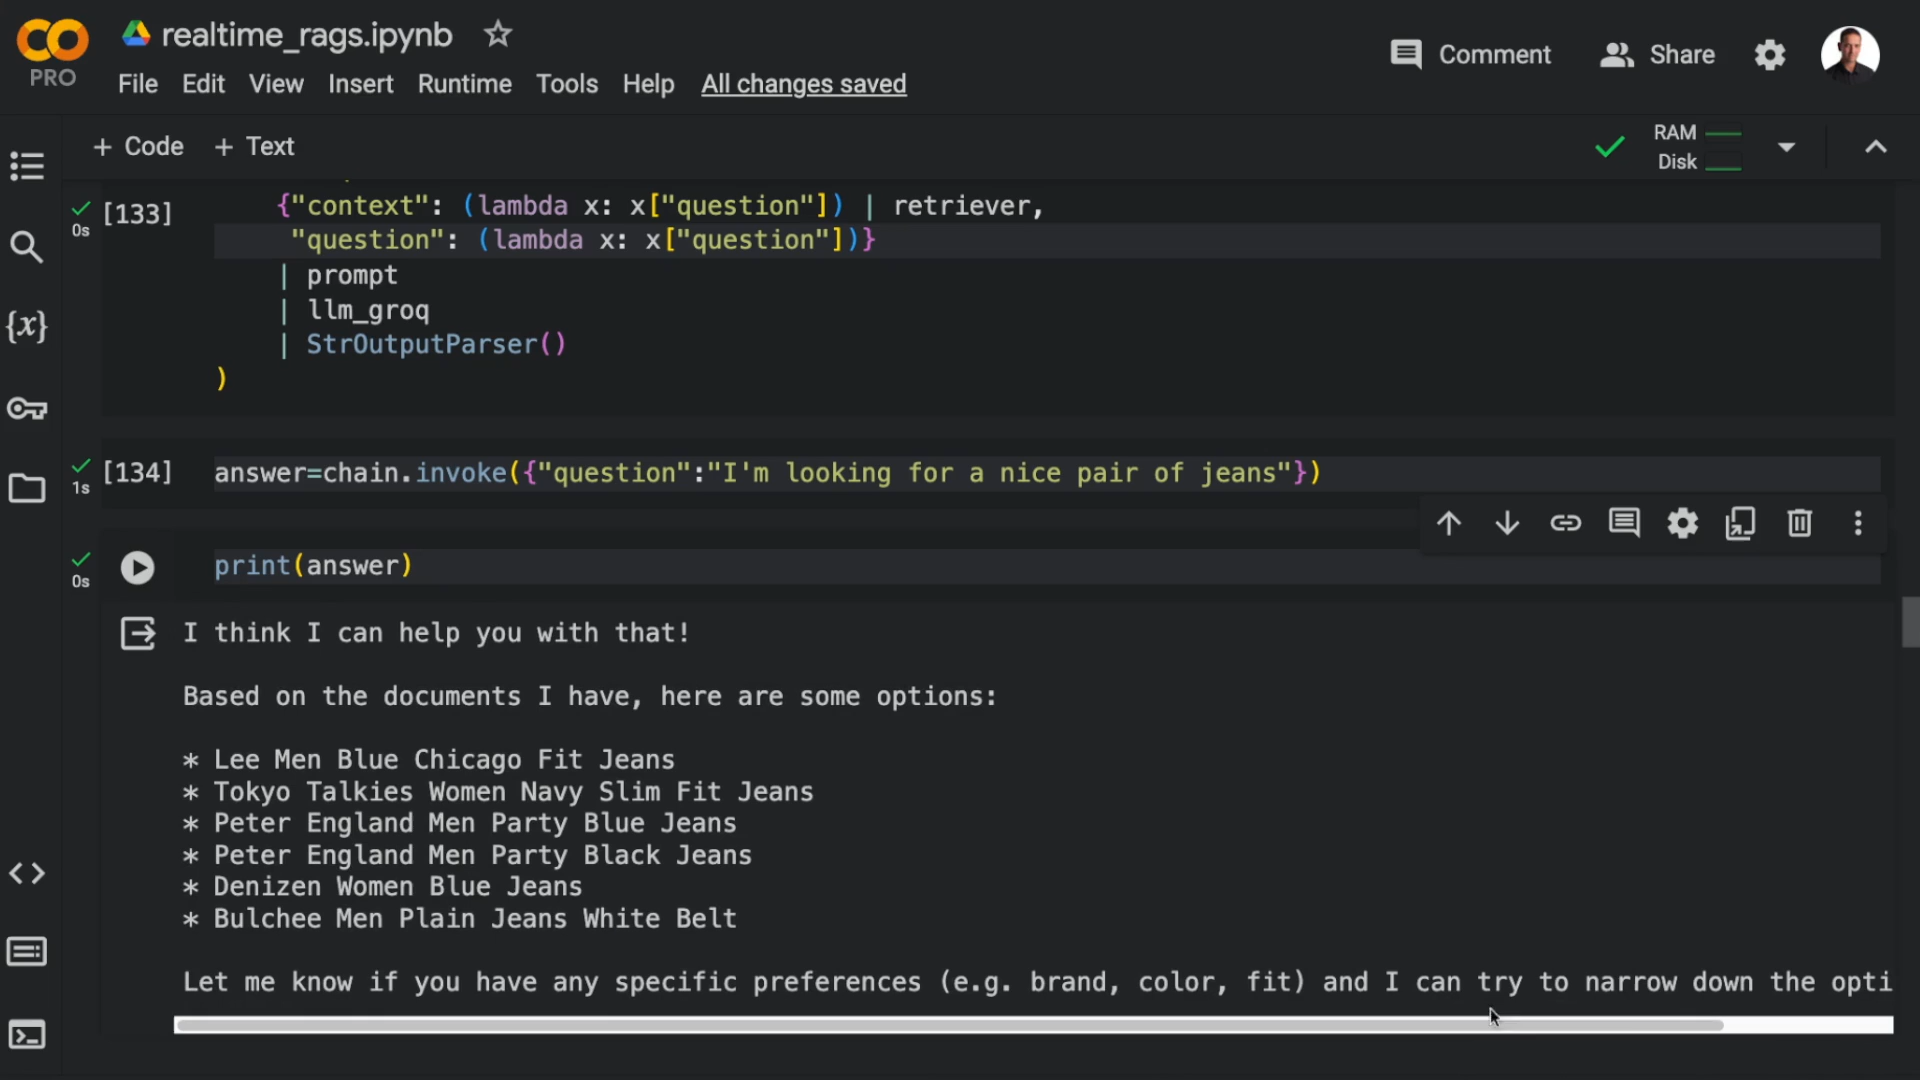 realtime_rags.ipynb
PRO
File Edit View Insert Runtime Tools Help All changes saved
Comment Share
+ Code + Text
RAM
Disk
[133] {"context": (lambda x: x["question"]) | retriever,
0s
"question": (lambda x: x["question"])}
| prompt
| llm_groq
| StrOutputParser()
)
[134] answer=chain.invoke({"question":"I'm looking for a nice pair of jeans"})
1s
print(answer)
0s
I think I can help you with that!
Based on the documents I have, here are some options:
* Lee Men Blue Chicago Fit Jeans
* Tokyo Talkies Women Navy Slim Fit Jeans
* Peter England Men Party Blue Jeans
* Peter England Men Party Black Jeans
* Denizen Women Blue Jeans
* Bulchee Men Plain Jeans White Belt
Let me know if you have any specific preferences (e.g. brand, color, fit) and I can try to narrow down the opti